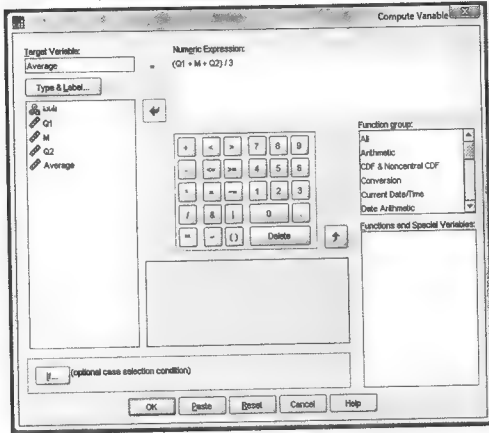 Compute Variable
Target Variable:
Average
=
Numeric Expression:
(Q1 + M + Q2) / 3
Type & Label...
Q1
M
Q2
Average
+ < > 7 8 9
- <= >= 4 5 6
* = ~= 1 2 3
/ & | 0 .
** ~ ( ) Delete
Function group:
All
Arithmetic
CDF & Noncentral CDF
Conversion
Current Date/Time
Date Arithmetic
Functions and Special Variables:
If...
(optional case selection condition)
OK
Paste
Reset
Cancel
Help